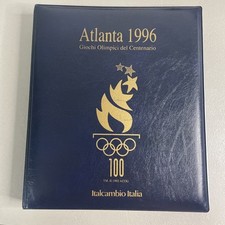 Atlanta 1996
Giochi Olimpici del Centenario
100
Italcambio Italia